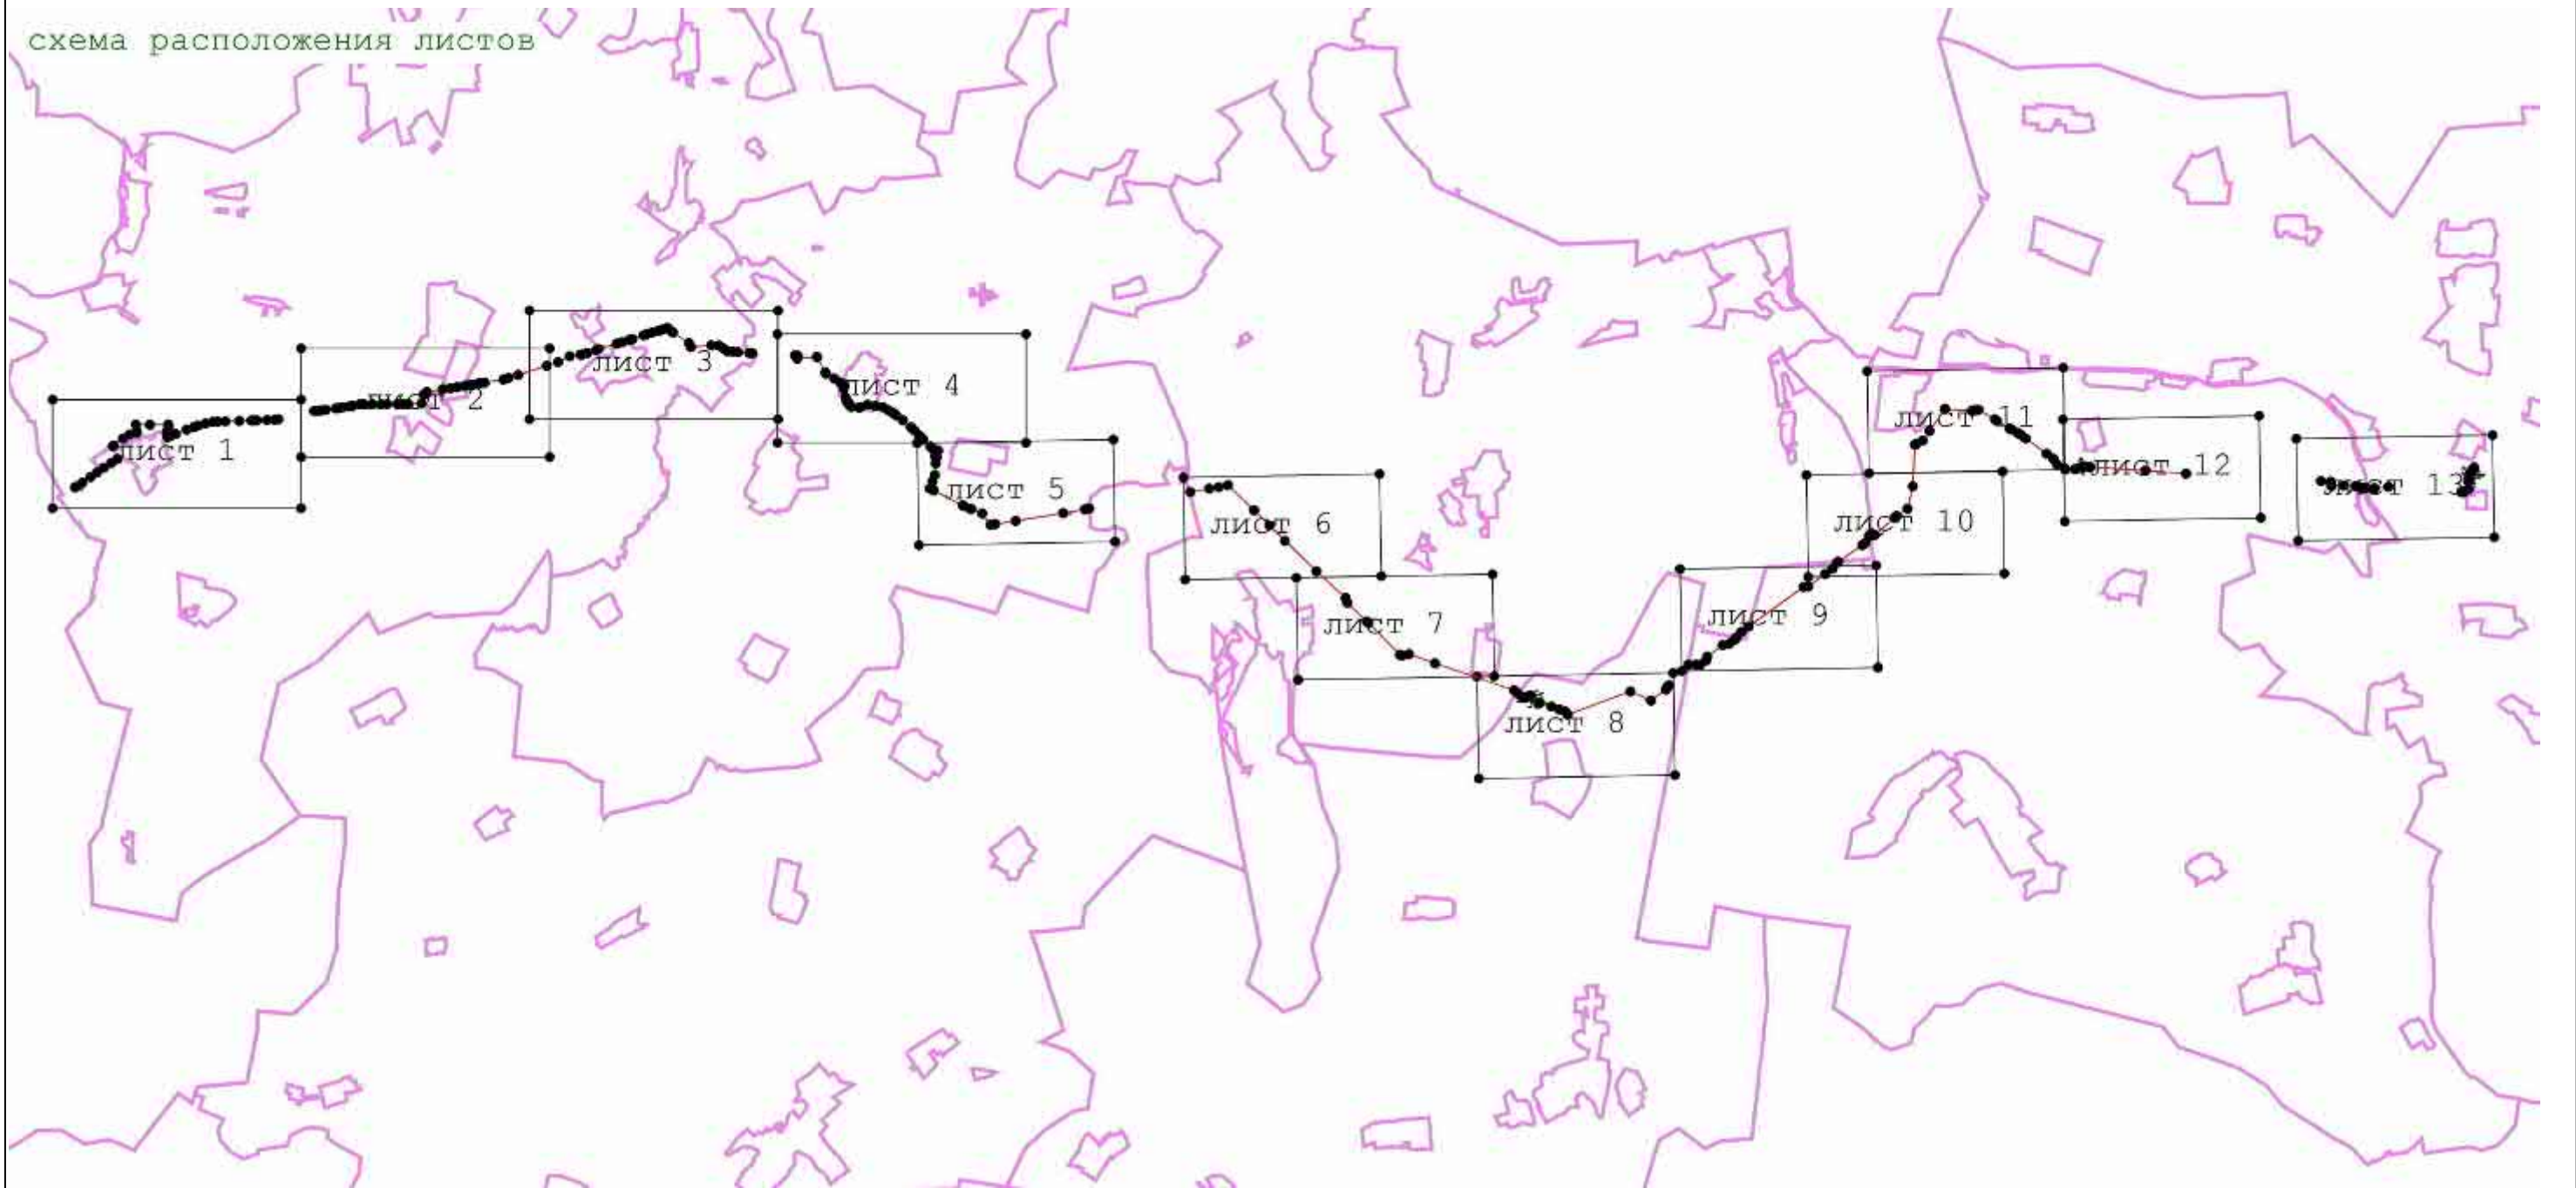 схема расположения листов
лист 1
лист 2
лист 3
лист 4
лист 5
лист 6
лист 7
лист 8
лист 9
лист 10
лист 11
лист 12
лист 13